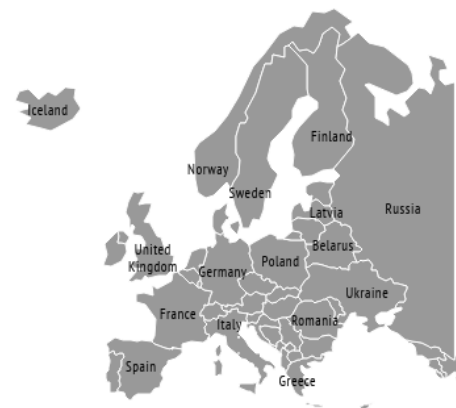 Iceland
Finland
Norway
Sweden
Latvia
Russia
United
Kingdom
Belarus
Poland
Germany
Ukraine
France
Italy
Romania
Spain
Greece